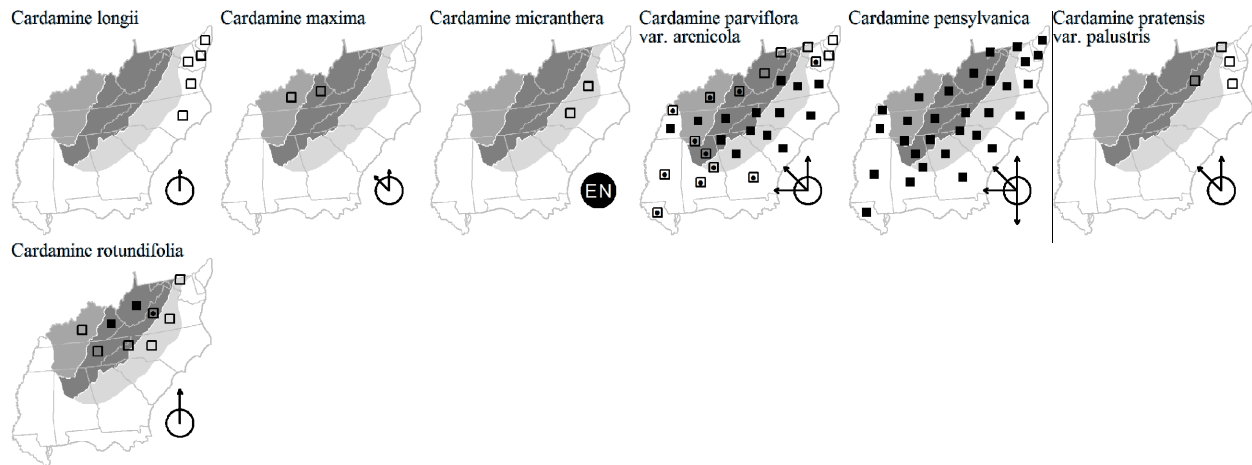 Cardamine longii
Cardamine maxima
Cardamine micranthera
Cardamine parviflora
var. arenicola
Cardamine pensylvanica
Cardamine pratensis
var. palustris
EN
Cardamine rotundifolia